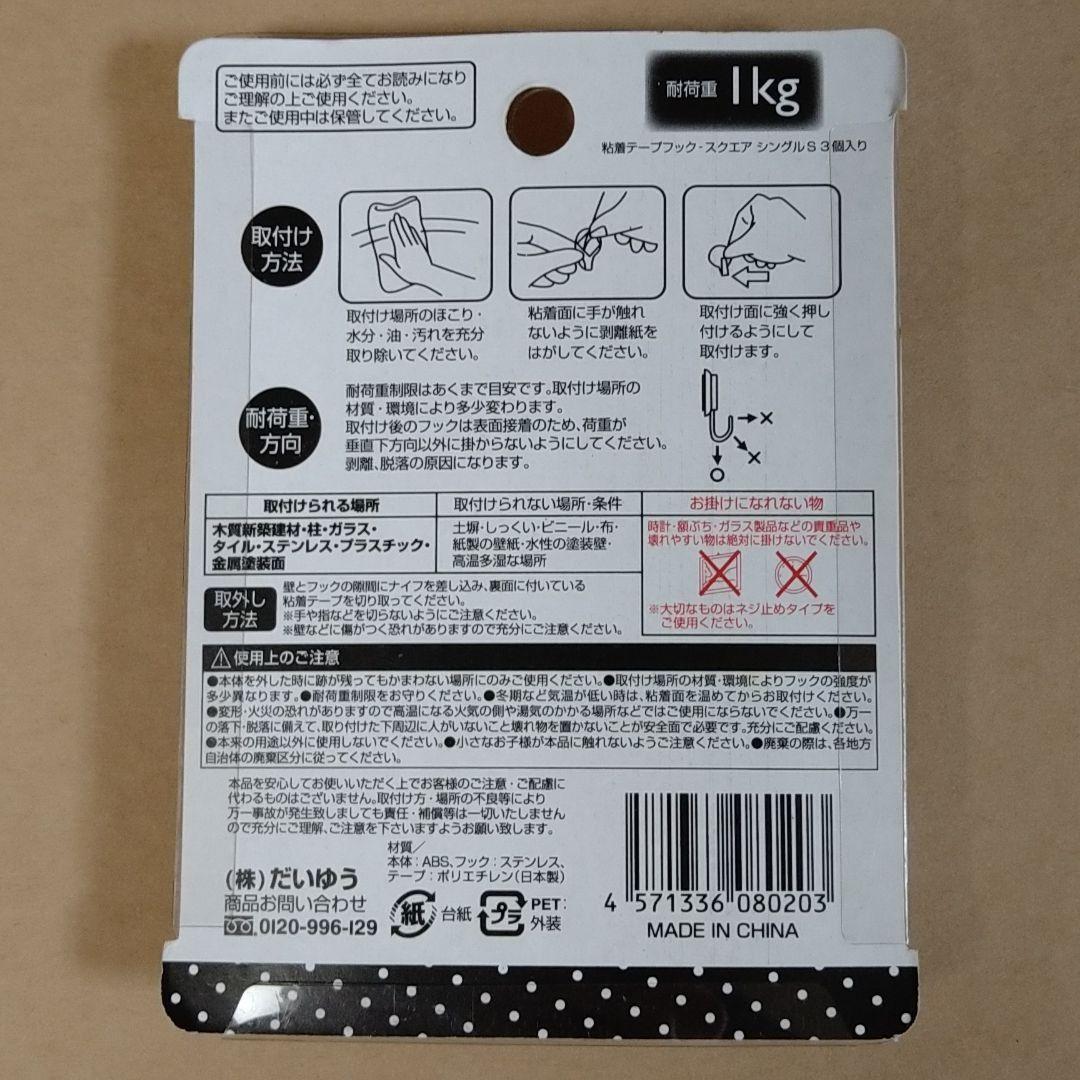 ご使用前には必ず全てお読みになり
ご理解の上ご使用ください。
またご使用中は保管してください。
耐荷重 1kg
粘着テープフック-スクエア シングルS 3個入り
取付け
方法
取付け場所のほこり・
水分・油・汚れを充分
取り除いてください。
粘着面に手が触れ
ないように剥離紙を
はがしてください。
取付け面に強く押し
付けるようにして
取付けます。
耐荷重・
方向
耐荷重制限はあくまで目安です。取付け場所の
材質・環境により多少変わります。
取付け後のフックは表面接着のため、荷重が
垂直下方向以外に掛からないようにしてください。
剥離、脱落の原因になります。
取付けられる場所
木質新築建材・柱・ガラス・
タイル・ステンレス・プラスチック・
金属塗装面
取付けられない場所・条件
土塀・しっくい・ビニール・布・
紙製の壁紙・水性の塗装壁・
高温多湿な場所
お掛けになれない物
時計・額ぶち・ガラス製品などの貴重品や
壊れやすい物は絶対に掛けないでください。
※大切なものはネジ止めタイプを
ご使用ください。
取外し
方法
壁とフックの隙間にナイフを差し込み、裏面に付いている
粘着テープを切り取ってください。
※手や指などを切らないようにご注意ください。
※壁などに傷がつく恐れがありますので充分にご注意ください。
⚠使用上のご注意
●本体を外した時に跡が残ってもかまわない場所にのみご使用ください。●取付け場所の材質・環境によりフックの強度が
多少異なります。●耐荷重制限をお守りください。●冬期など気温が低い時は、粘着面を温めてからお取付けください。
●変形・火災の恐れがありますので高温になる火気の側や湯気のかかる場所などではご使用にならないでください。●万一
の落下・脱落に備えて、取り付けた下周辺に人がいないこと壊れ物を置かないことが安全面で必要です。充分にご配慮ください。
●本来の用途以外に使用しないでください。●小さなお子様が本品に触れないようご注意ください。●廃棄の際は、各地方
自治体の廃棄区分に従ってください。
本品を安心してお使いいただく上でお客様のご注意・ご配慮に
代わるものはございません。取付け方・場所の不良等により
万一事故が発生致しましても責任・補償等は一切いたしません
ので充分にご理解、ご注意を下さいますようお願い致します。
材質／
本体：ABS、フック：ステンレス、
テープ：ポリエチレン(日本製)
(株)だいゆう
商品お問い合わせ
0120-996-129
紙 台紙
プラ PET:
外装
4 571336 080203
MADE IN CHINA